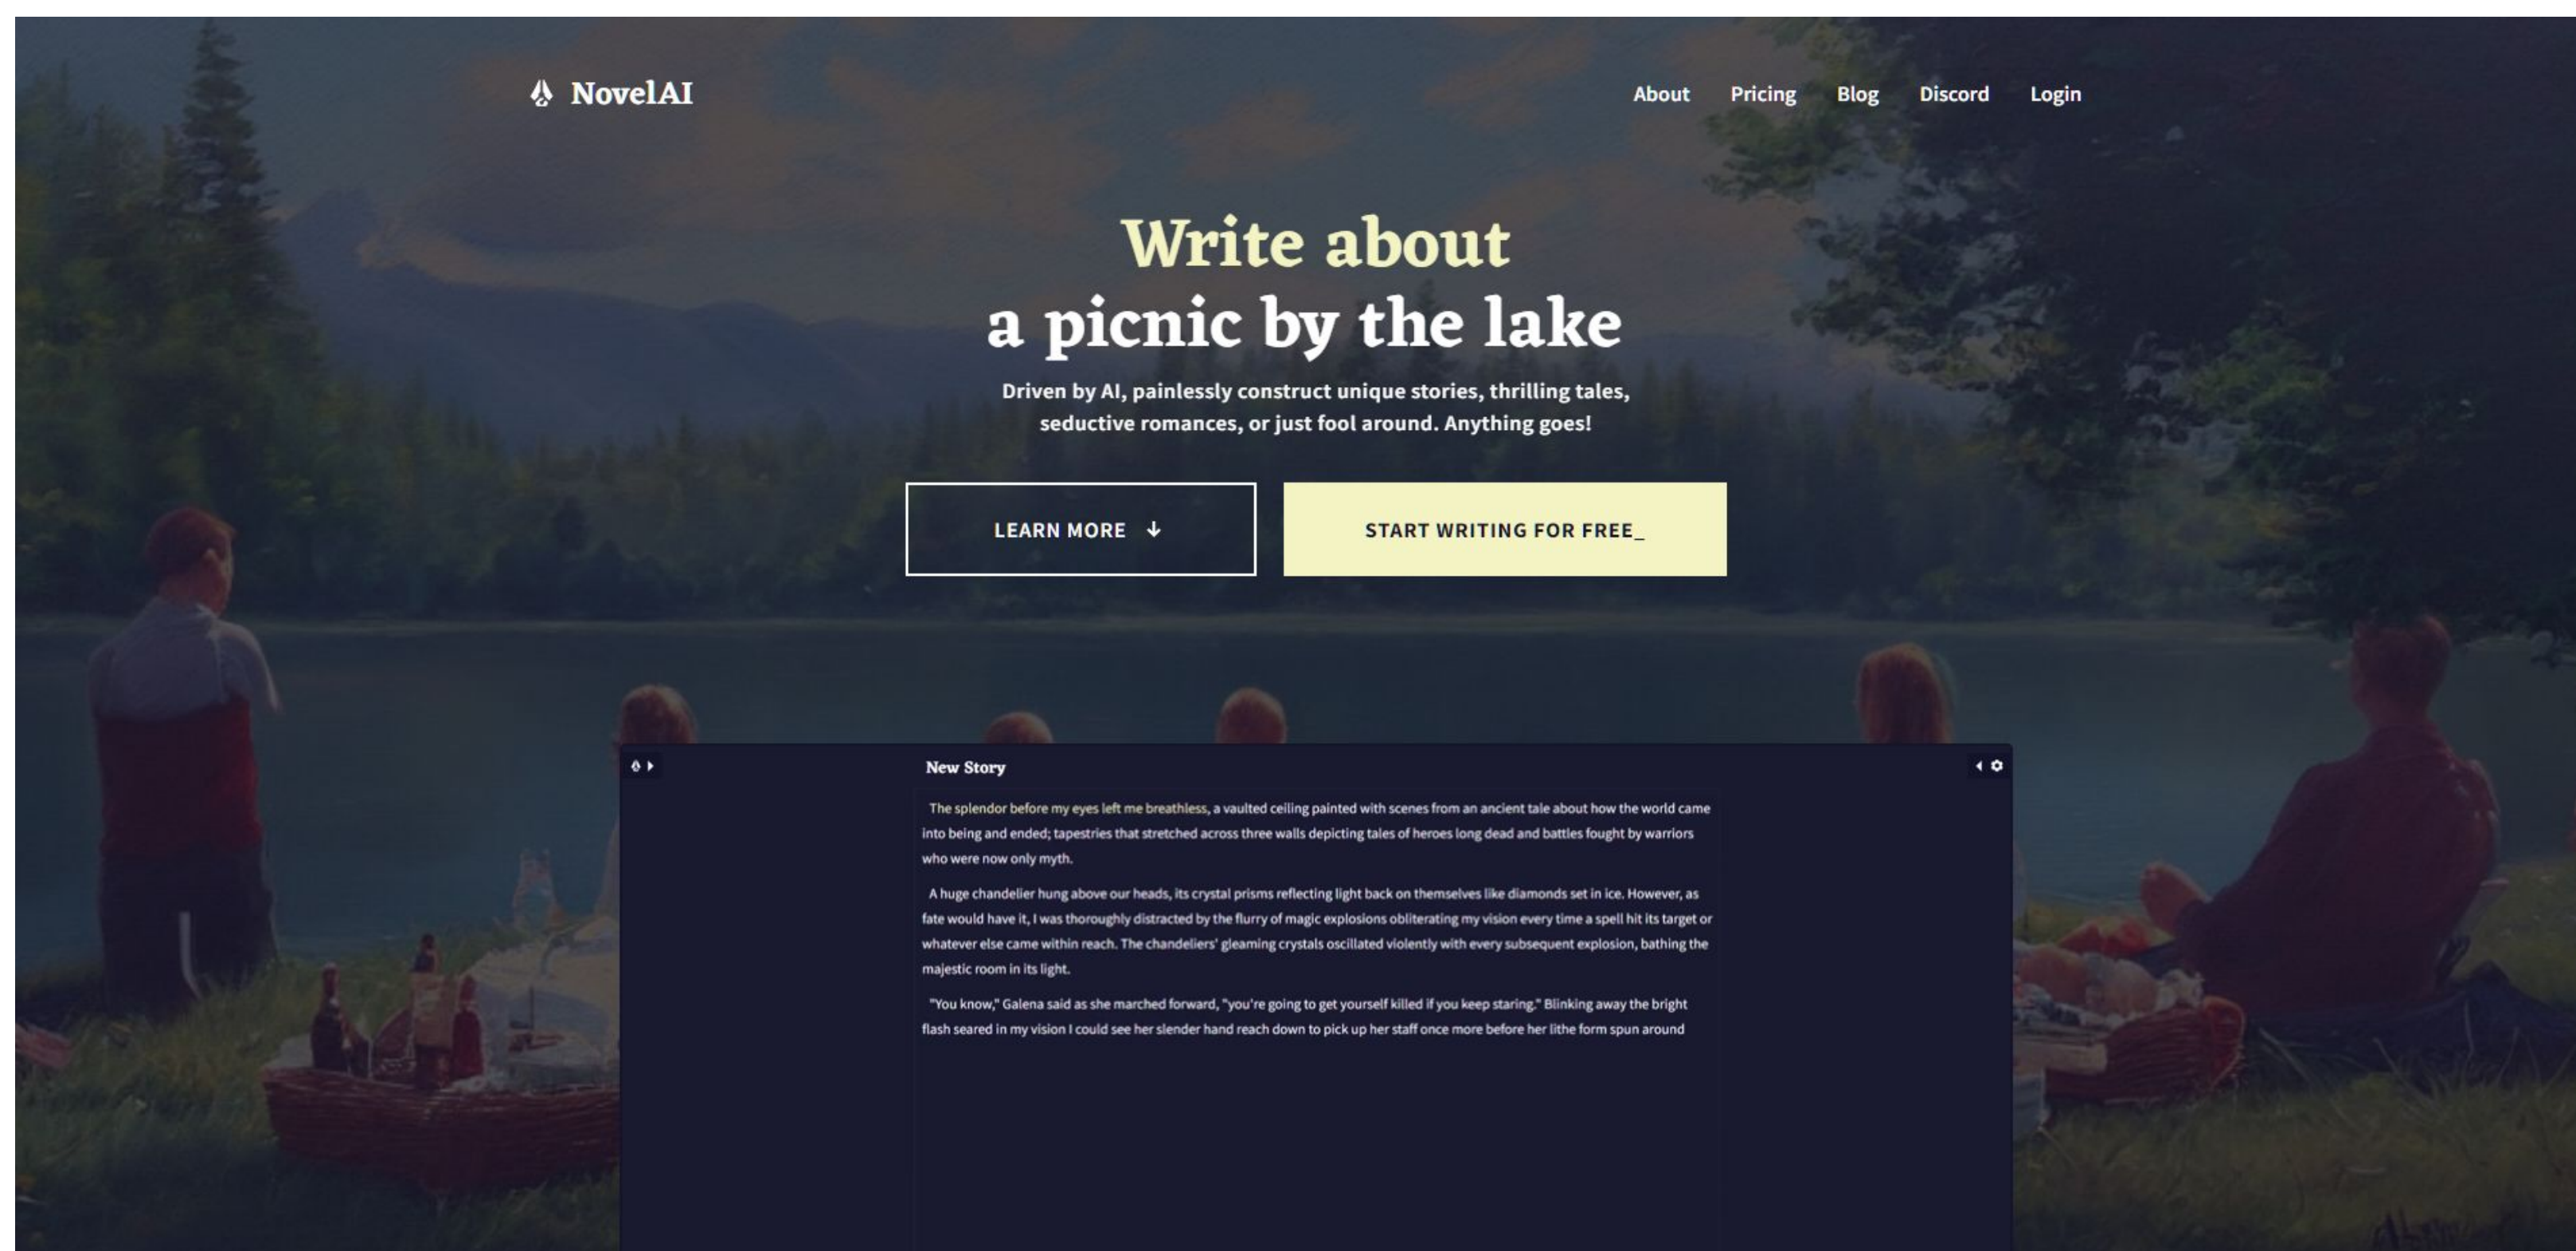 NovelAI
About Pricing Blog Discord Login
Write about
a picnic by the lake
Driven by AI, painlessly construct unique stories, thrilling tales,
seductive romances, or just fool around. Anything goes!
LEARN MORE ↓
START WRITING FOR FREE_
New Story
The splendor before my eyes left me breathless, a vaulted ceiling painted with scenes from an ancient tale about how the world came
into being and ended; tapestries that stretched across three walls depicting tales of heroes long dead and battles fought by warriors
who were now only myth.
A huge chandelier hung above our heads, its crystal prisms reflecting light back on themselves like diamonds set in ice. However, as
fate would have it, I was thoroughly distracted by the flurry of magic explosions obliterating my vision every time a spell hit its target or
whatever else came within reach. The chandeliers' gleaming crystals oscillated violently with every subsequent explosion, bathing the
majestic room in its light.
"You know," Galena said as she marched forward, "you're going to get yourself killed if you keep staring." Blinking away the bright
flash seared in my vision I could see her slender hand reach down to pick up her staff once more before her lithe form spun around